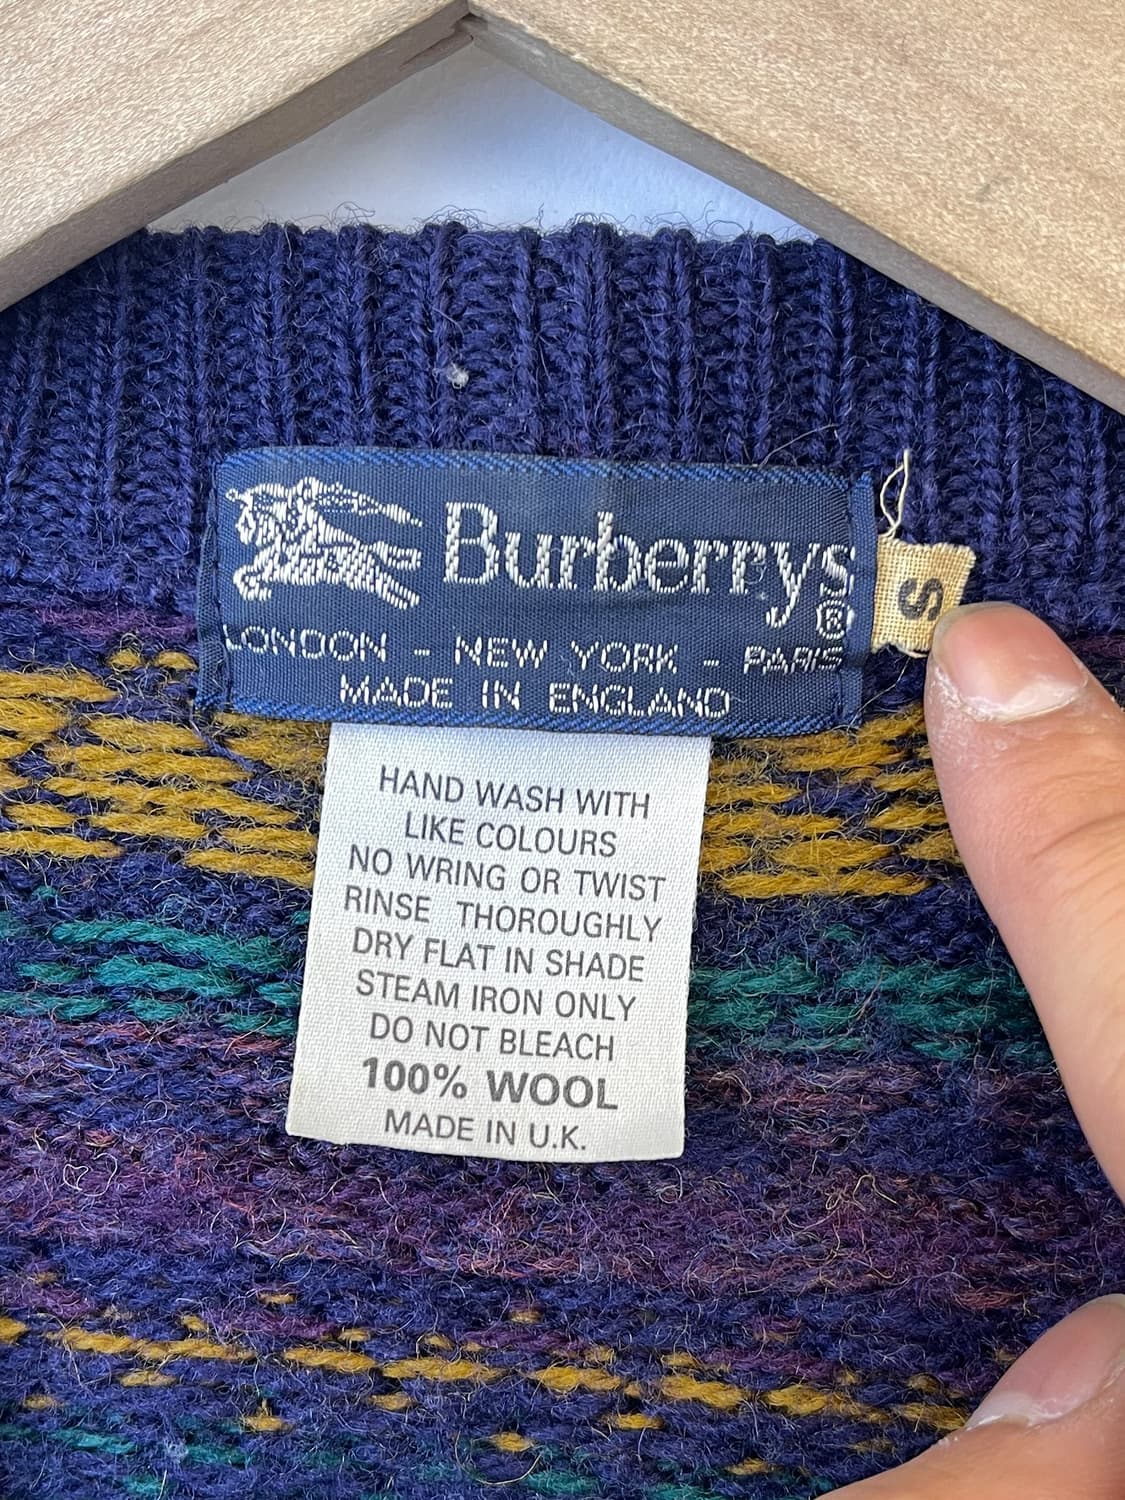 Burberrys®
S
LONDON - NEW YORK - PARIS
MADE IN ENGLAND
HAND WASH WITH
LIKE COLOURS
NO WRING OR TWIST
RINSE THOROUGHLY
DRY FLAT IN SHADE
STEAM IRON ONLY
DO NOT BLEACH
100% WOOL
MADE IN U.K.